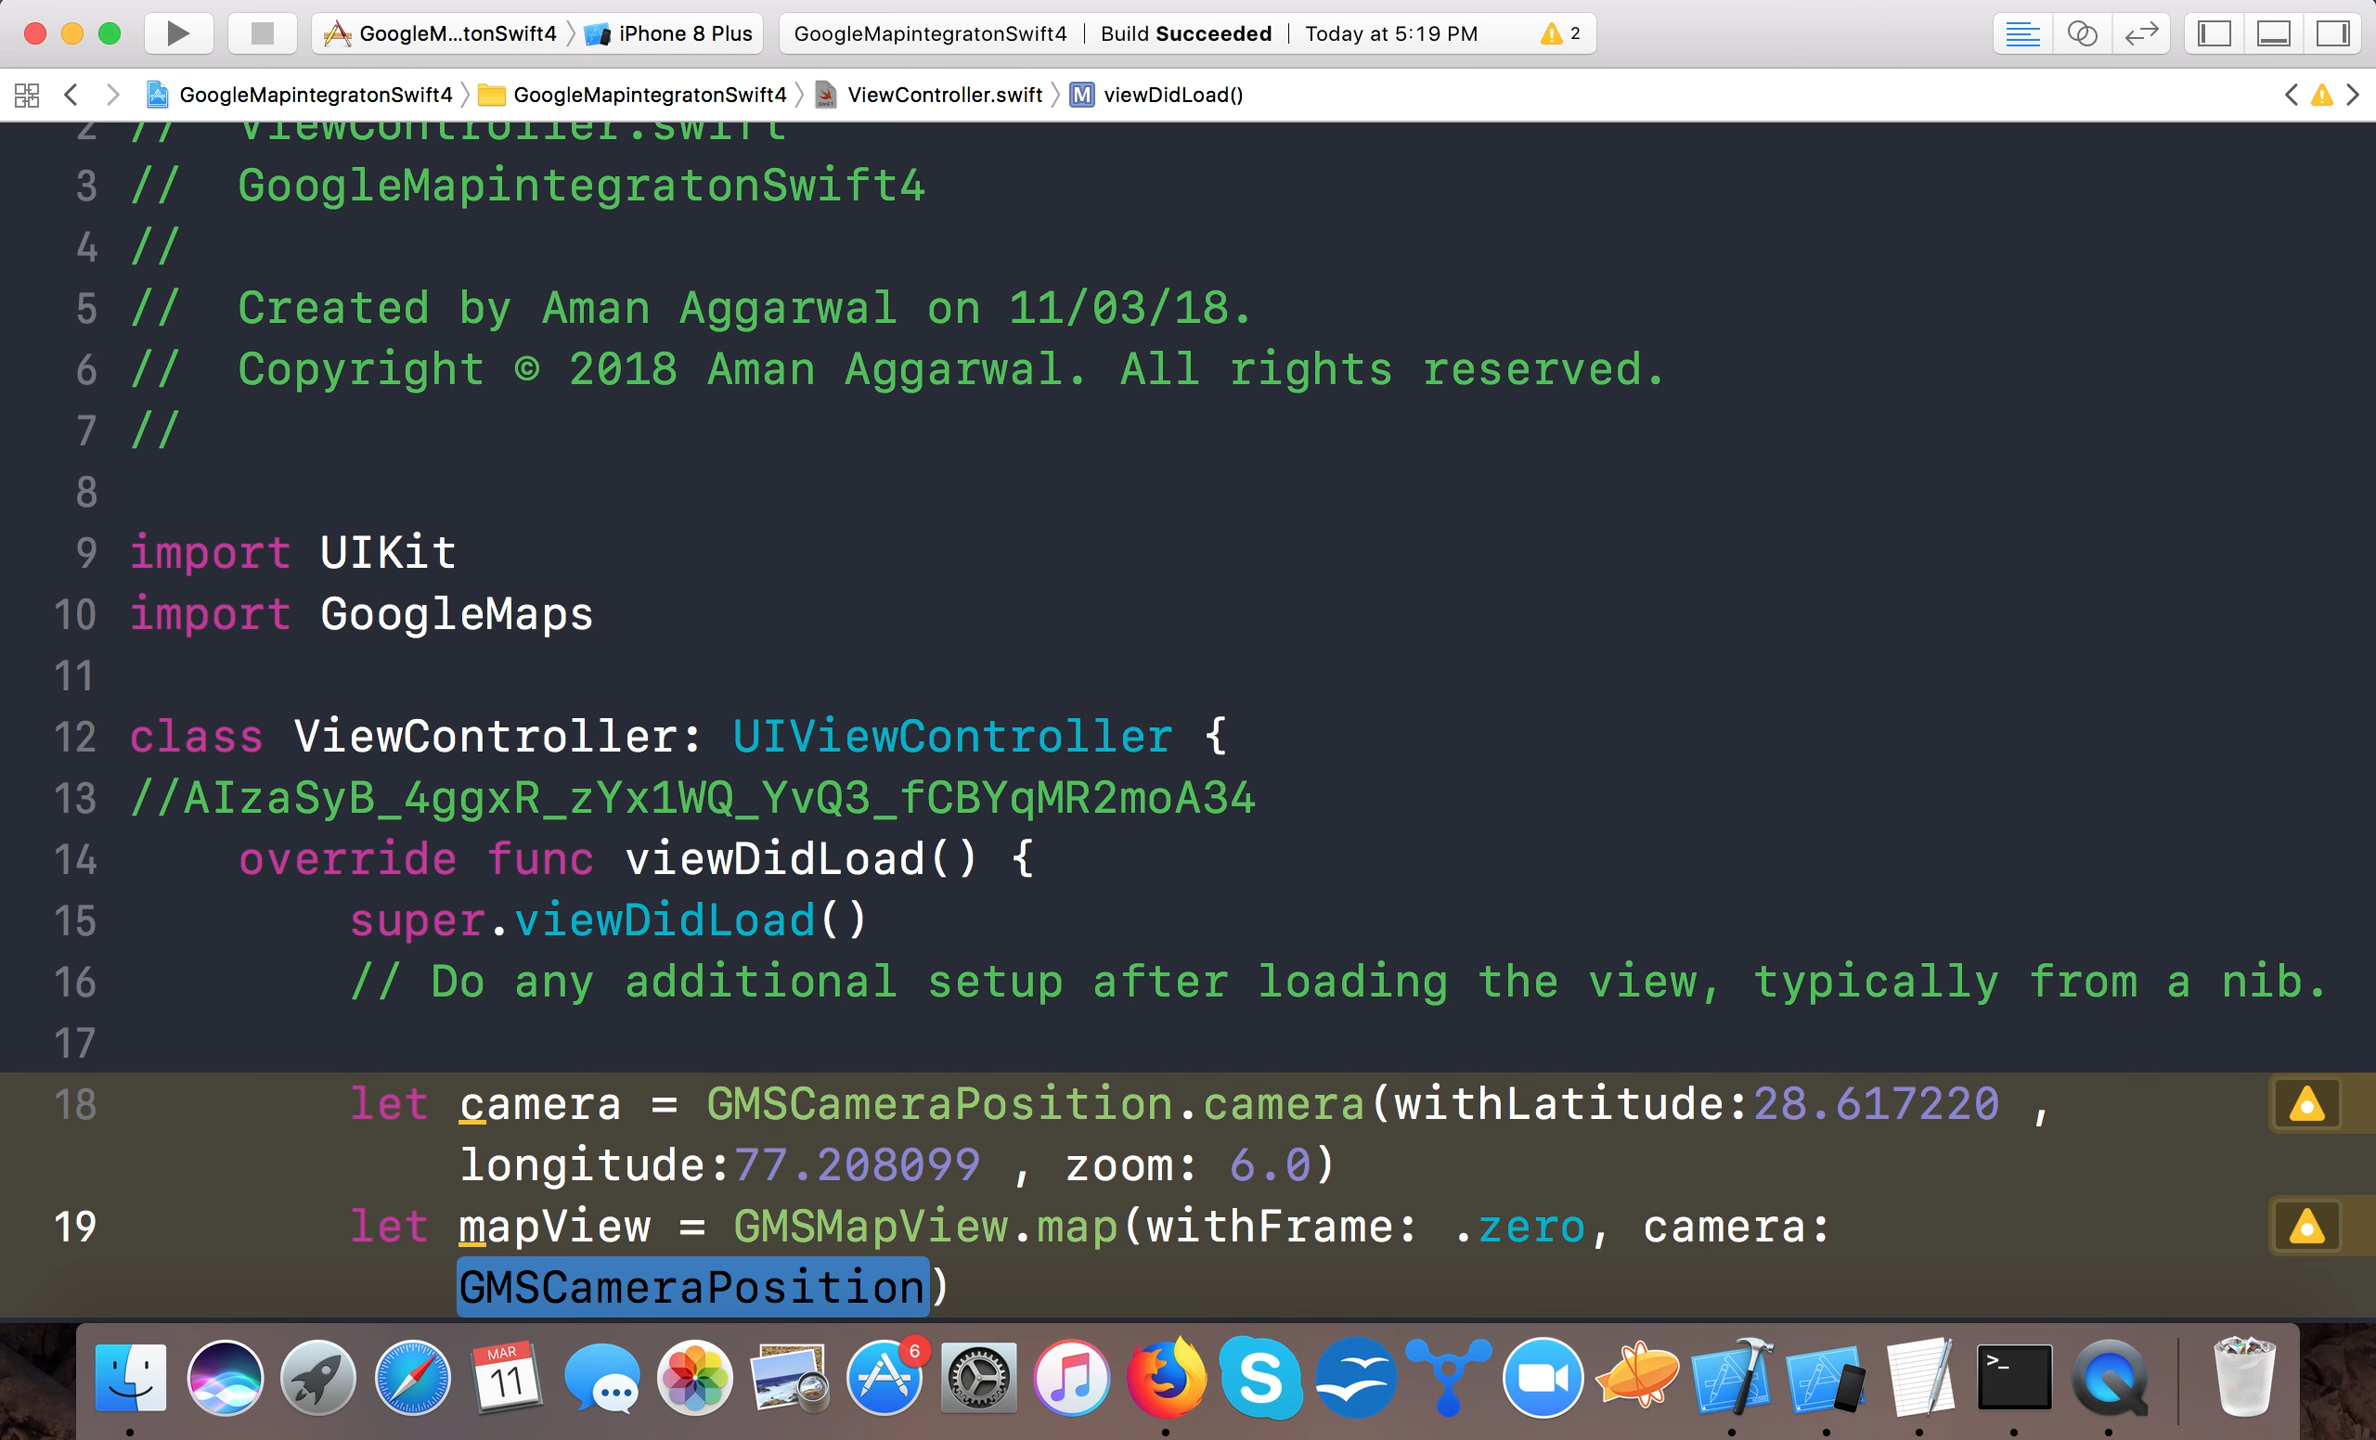 GoogleM...tonSwift4 iPhone 8 Plus GoogleMapintegratonSwift4 Build Succeeded Today at 5:19 PM 2
GoogleMapintegratonSwift4 GoogleMapintegratonSwift4 ViewController.swift M viewDidLoad()
2 // ViewController.swift
3 // GoogleMapintegratonSwift4
4 //
5 // Created by Aman Aggarwal on 11/03/18.
6 // Copyright © 2018 Aman Aggarwal. All rights reserved.
7 //
8
9 import UIKit
10 import GoogleMaps
11
12 class ViewController: UIViewController {
13 //AIzaSyB_4ggxR_zYx1WQ_YvQ3_fCBYqMR2moA34
14 override func viewDidLoad() {
15 super.viewDidLoad()
16 // Do any additional setup after loading the view, typically from a nib.
17
18 let camera = GMSCameraPosition.camera(withLatitude:28.617220 ,
longitude:77.208099 , zoom: 6.0)
19 let mapView = GMSMapView.map(withFrame: .zero, camera:
GMSCameraPosition)
MAR
11
6
S
>_